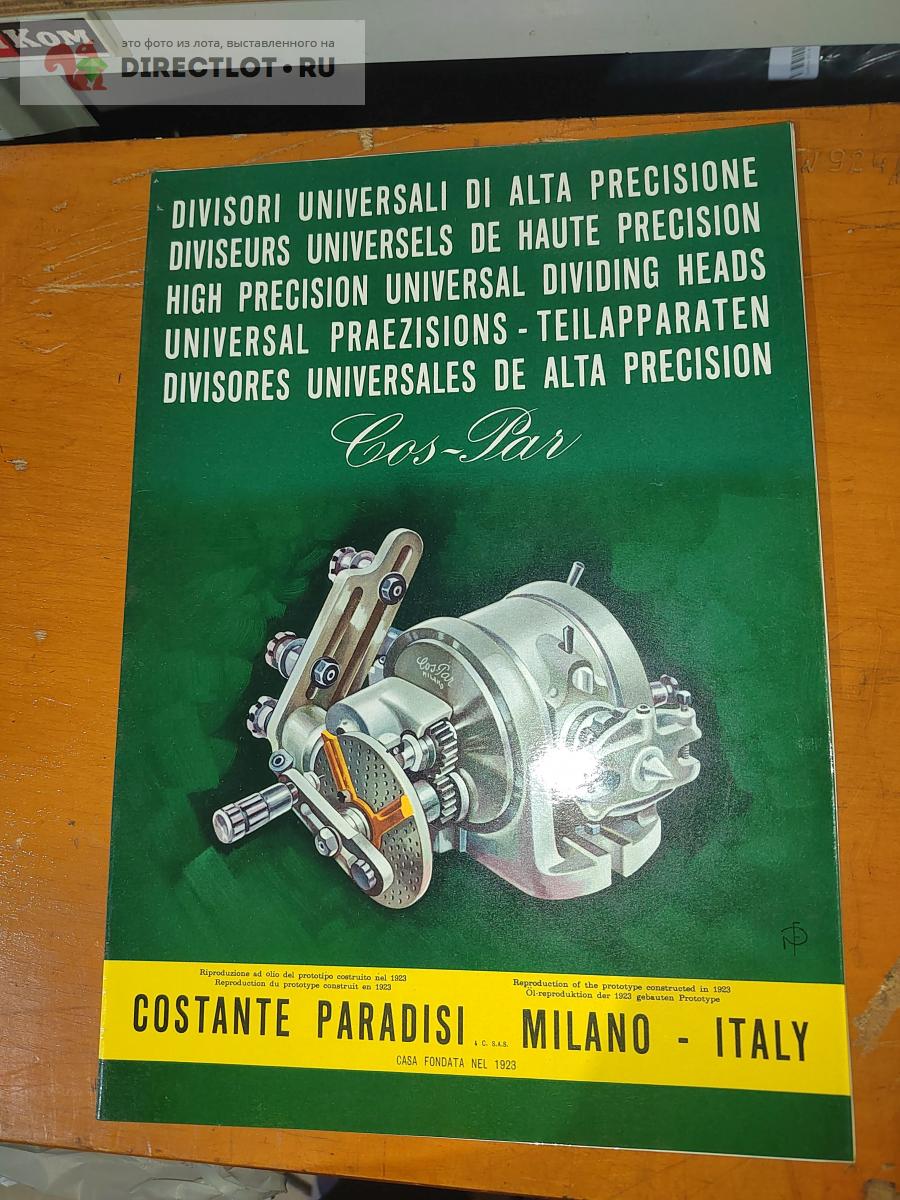 Ком
это фото из лота, выставленного на
DIRECTLOT • RU
DIVISORI UNIVERSALI DI ALTA PRECISIONE
DIVISEURS UNIVERSELS DE HAUTE PRECISION
HIGH PRECISION UNIVERSAL DIVIDING HEADS
UNIVERSAL PRAEZISIONS - TEILAPPARATEN
DIVISORES UNIVERSALES DE ALTA PRECISION
Cos-Par
Cos-Par
MILANO
Riproduzione ad olio del prototipo costruito nel 1923
Reproduction du prototype construit en 1923
Reproduction of the prototype constructed in 1923
Öl-reproduktion der 1923 gebauten Prototype
COSTANTE PARADISI & C. S.A.S. MILANO - ITALY
CASA FONDATA NEL 1923